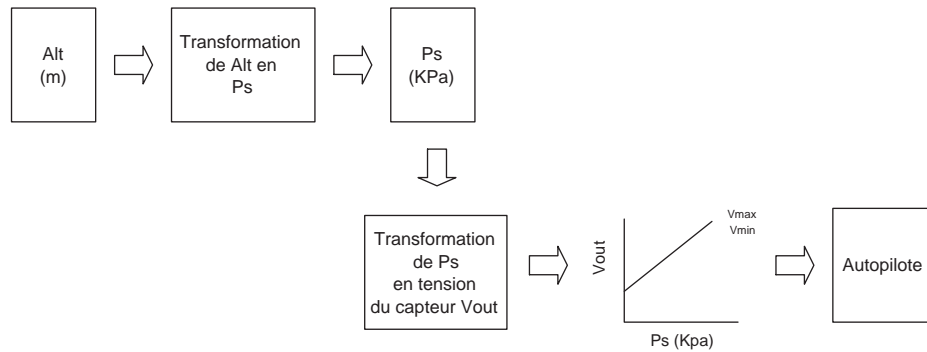 Alt
(m)
Transformation
de Alt en
Ps
Ps
(KPa)
Transformation
de Ps
en tension
du capteur Vout
Vout
Vmax
Vmin
Ps (Kpa)
Autopilote